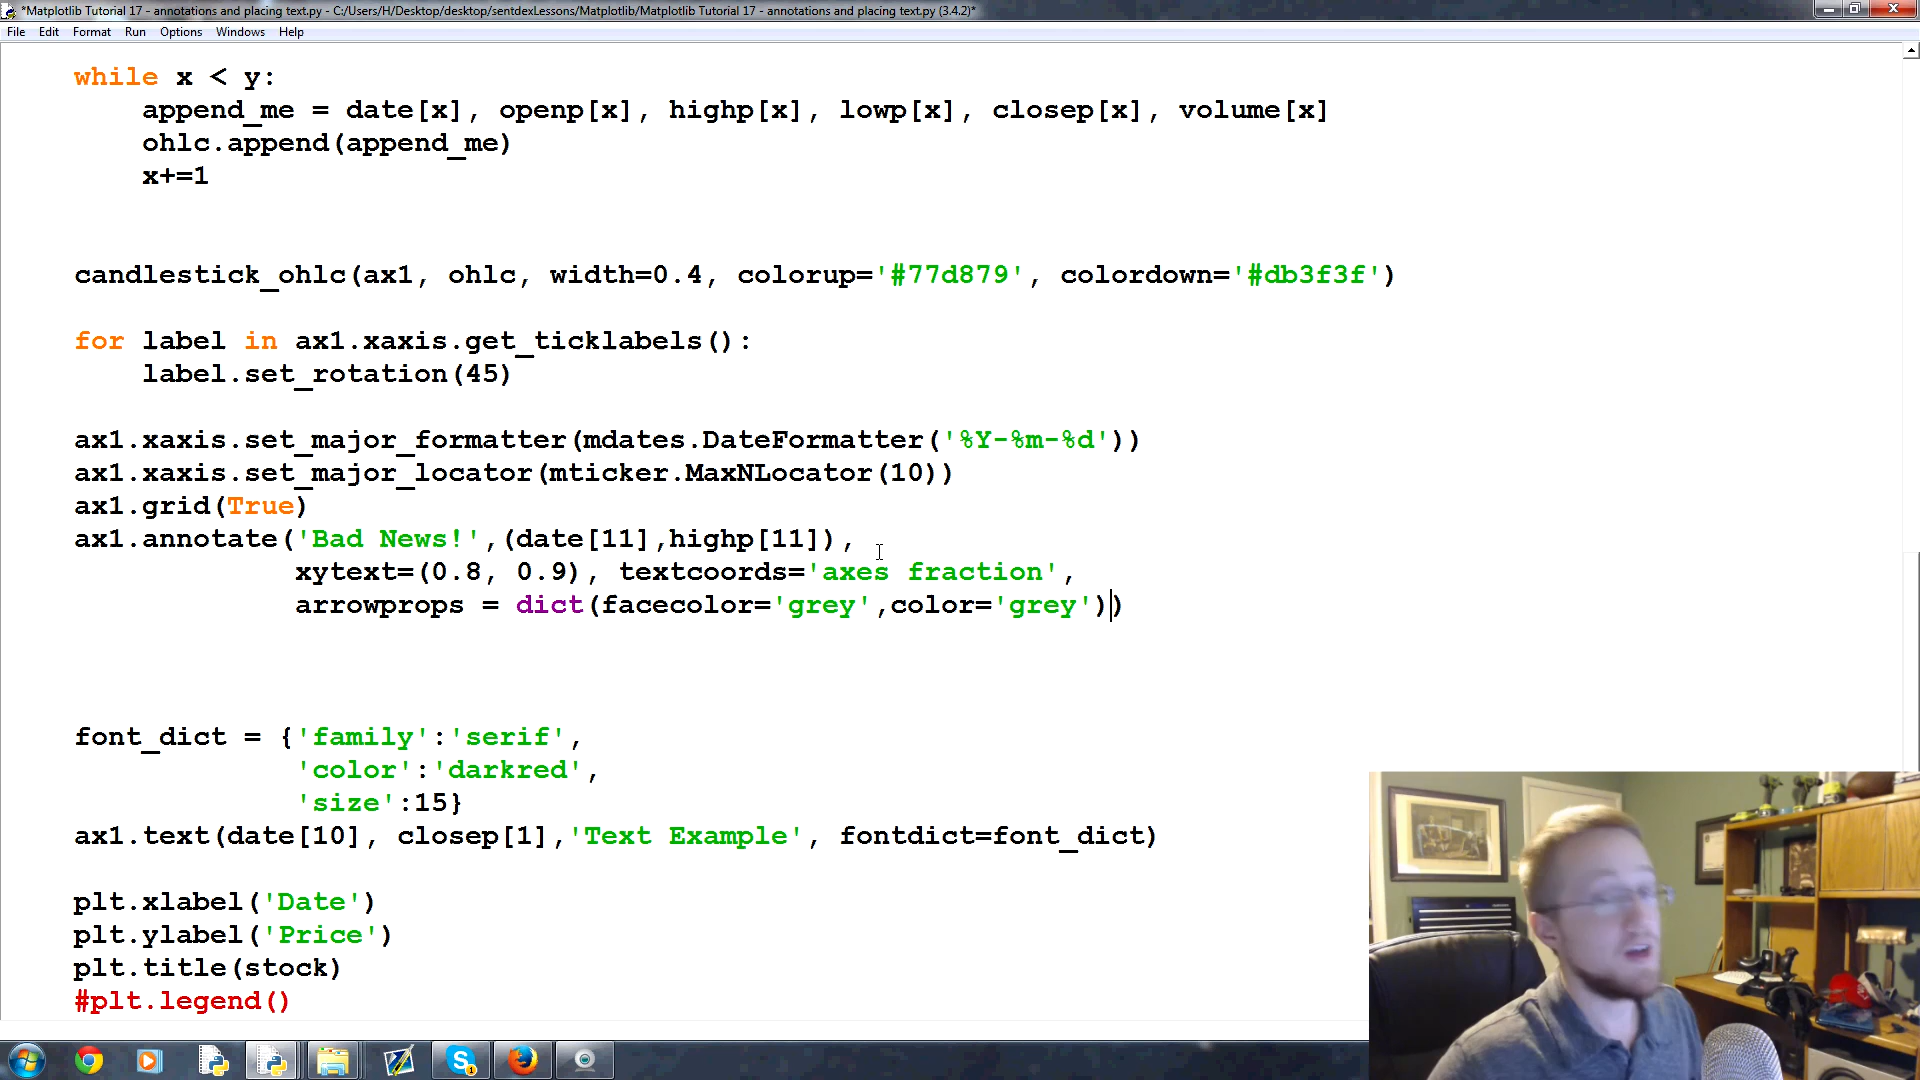 *Matplotlib Tutorial 17 - annotations and placing text.py - C:/Users/H/Desktop/desktop/sentdexLessons/Matplotlib/Matplotlib Tutorial 17 - annotations and placing text.py (3.4.2)*
File Edit Format Run Options Windows Help
while x < y:
append_me = date[x], openp[x], highp[x], lowp[x], closep[x], volume[x]
ohlc.append(append_me)
x+=1
candlestick_ohlc(ax1, ohlc, width=0.4, colorup='#77d879', colordown='#db3f3f')
for label in ax1.xaxis.get_ticklabels():
label.set_rotation(45)
ax1.xaxis.set_major_formatter(mdates.DateFormatter('%Y-%m-%d'))
ax1.xaxis.set_major_locator(mticker.MaxNLocator(10))
ax1.grid(True)
ax1.annotate('Bad News!',(date[11],highp[11]),
xytext=(0.8, 0.9), textcoords='axes fraction',
arrowprops = dict(facecolor='grey',color='grey'))
font_dict = {'family':'serif',
'color':'darkred',
'size':15}
ax1.text(date[10], closep[1],'Text Example', fontdict=font_dict)
plt.xlabel('Date')
plt.ylabel('Price')
plt.title(stock)
#plt.legend()